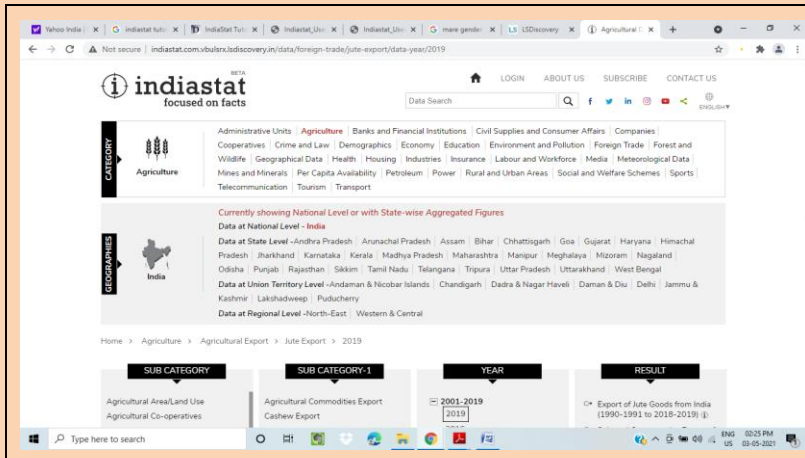 Yahoo India
indiastat tuto
IndiaStat Tut
Indiastat_Use
Indiastat_Use
mare gender
LS LSDiscovery
Agricultural
Not secure | indiastat.com.vbulsrx.lsdiscovery.in/data/foreign-trade/jute-export/data-year/2019
BETA
indiastat
focused on facts
LOGIN ABOUT US SUBSCRIBE CONTACT US
Data Search
ENGLISH
CATEGORY
Agriculture
Administrative Units | Agriculture | Banks and Financial Institutions | Civil Supplies and Consumer Affairs | Companies |
Cooperatives | Crime and Law | Demographics | Economy | Education | Environment and Pollution | Foreign Trade | Forest and
Wildlife | Geographical Data | Health | Housing | Industries | Insurance | Labour and Workforce | Media | Meteorological Data |
Mines and Minerals | Per Capita Availability | Petroleum | Power | Rural and Urban Areas | Social and Welfare Schemes | Sports |
Telecommunication | Tourism | Transport
GEOGRAPHIES
India
Currently showing National Level or with State-wise Aggregated Figures
Data at National Level - India
Data at State Level -Andhra Pradesh | Arunachal Pradesh | Assam | Bihar | Chhattisgarh | Goa | Gujarat | Haryana | Himachal
Pradesh | Jharkhand | Karnataka | Kerala | Madhya Pradesh | Maharashtra | Manipur | Meghalaya | Mizoram | Nagaland |
Odisha | Punjab | Rajasthan | Sikkim | Tamil Nadu | Telangana | Tripura | Uttar Pradesh | Uttarakhand | West Bengal
Data at Union Territory Level -Andaman & Nicobar Islands | Chandigarh | Dadra & Nagar Haveli | Daman & Diu | Delhi | Jammu &
Kashmir | Lakshadweep | Puducherry
Data at Regional Level -North-East | Western & Central
Home > Agriculture > Agricultural Export > Jute Export > 2019
SUB CATEGORY
Agricultural Area/Land Use
Agricultural Co-operatives
SUB CATEGORY-1
Agricultural Commodities Export
Cashew Export
YEAR
2001-2019
2019
RESULT
Export of Jute Goods from India
(1990-1991 to 2018-2019)
Type here to search
ENG
US
02:25 PM
03-05-2021